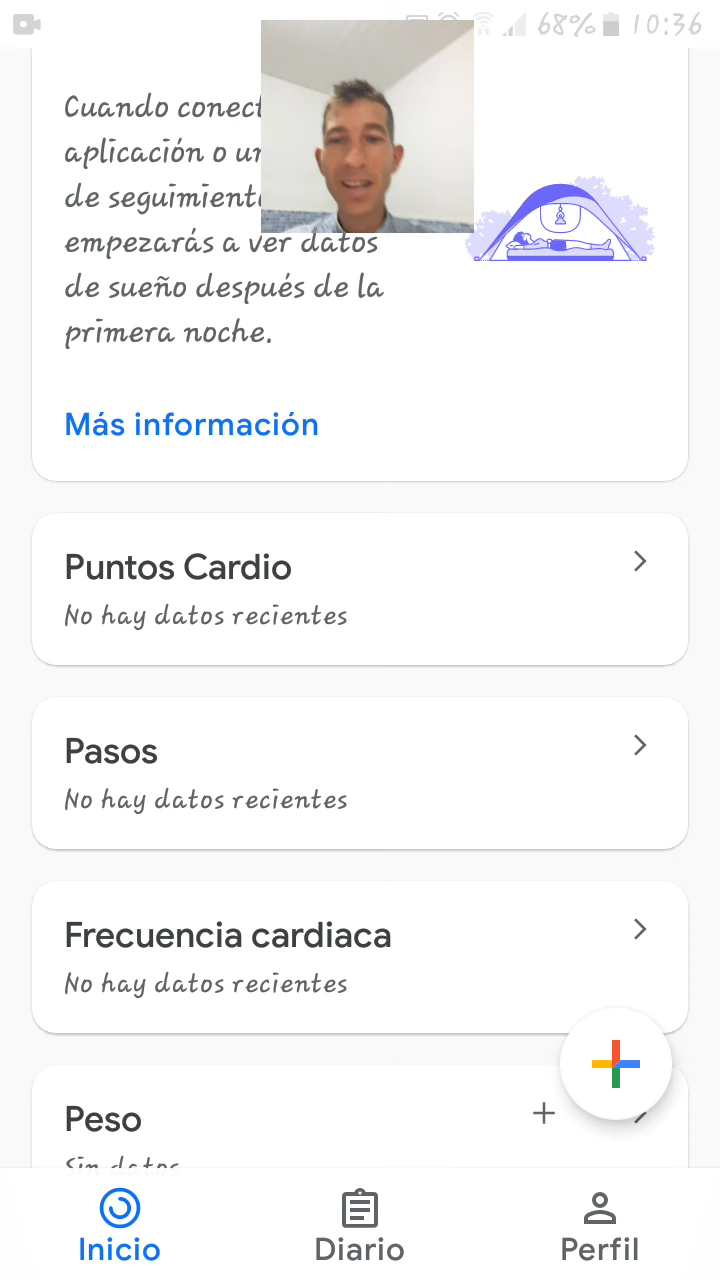 68% 10:36
Cuando
aplicación o
de
empezarás a ver datos
de sueño después de la
primera noche.
Más información
Puntos Cardio
No hay datos recientes
Pasos
No hay datos recientes
Frecuencia cardiaca
No hay datos recientes
Peso
Sin datos
Inicio Diario Perfil